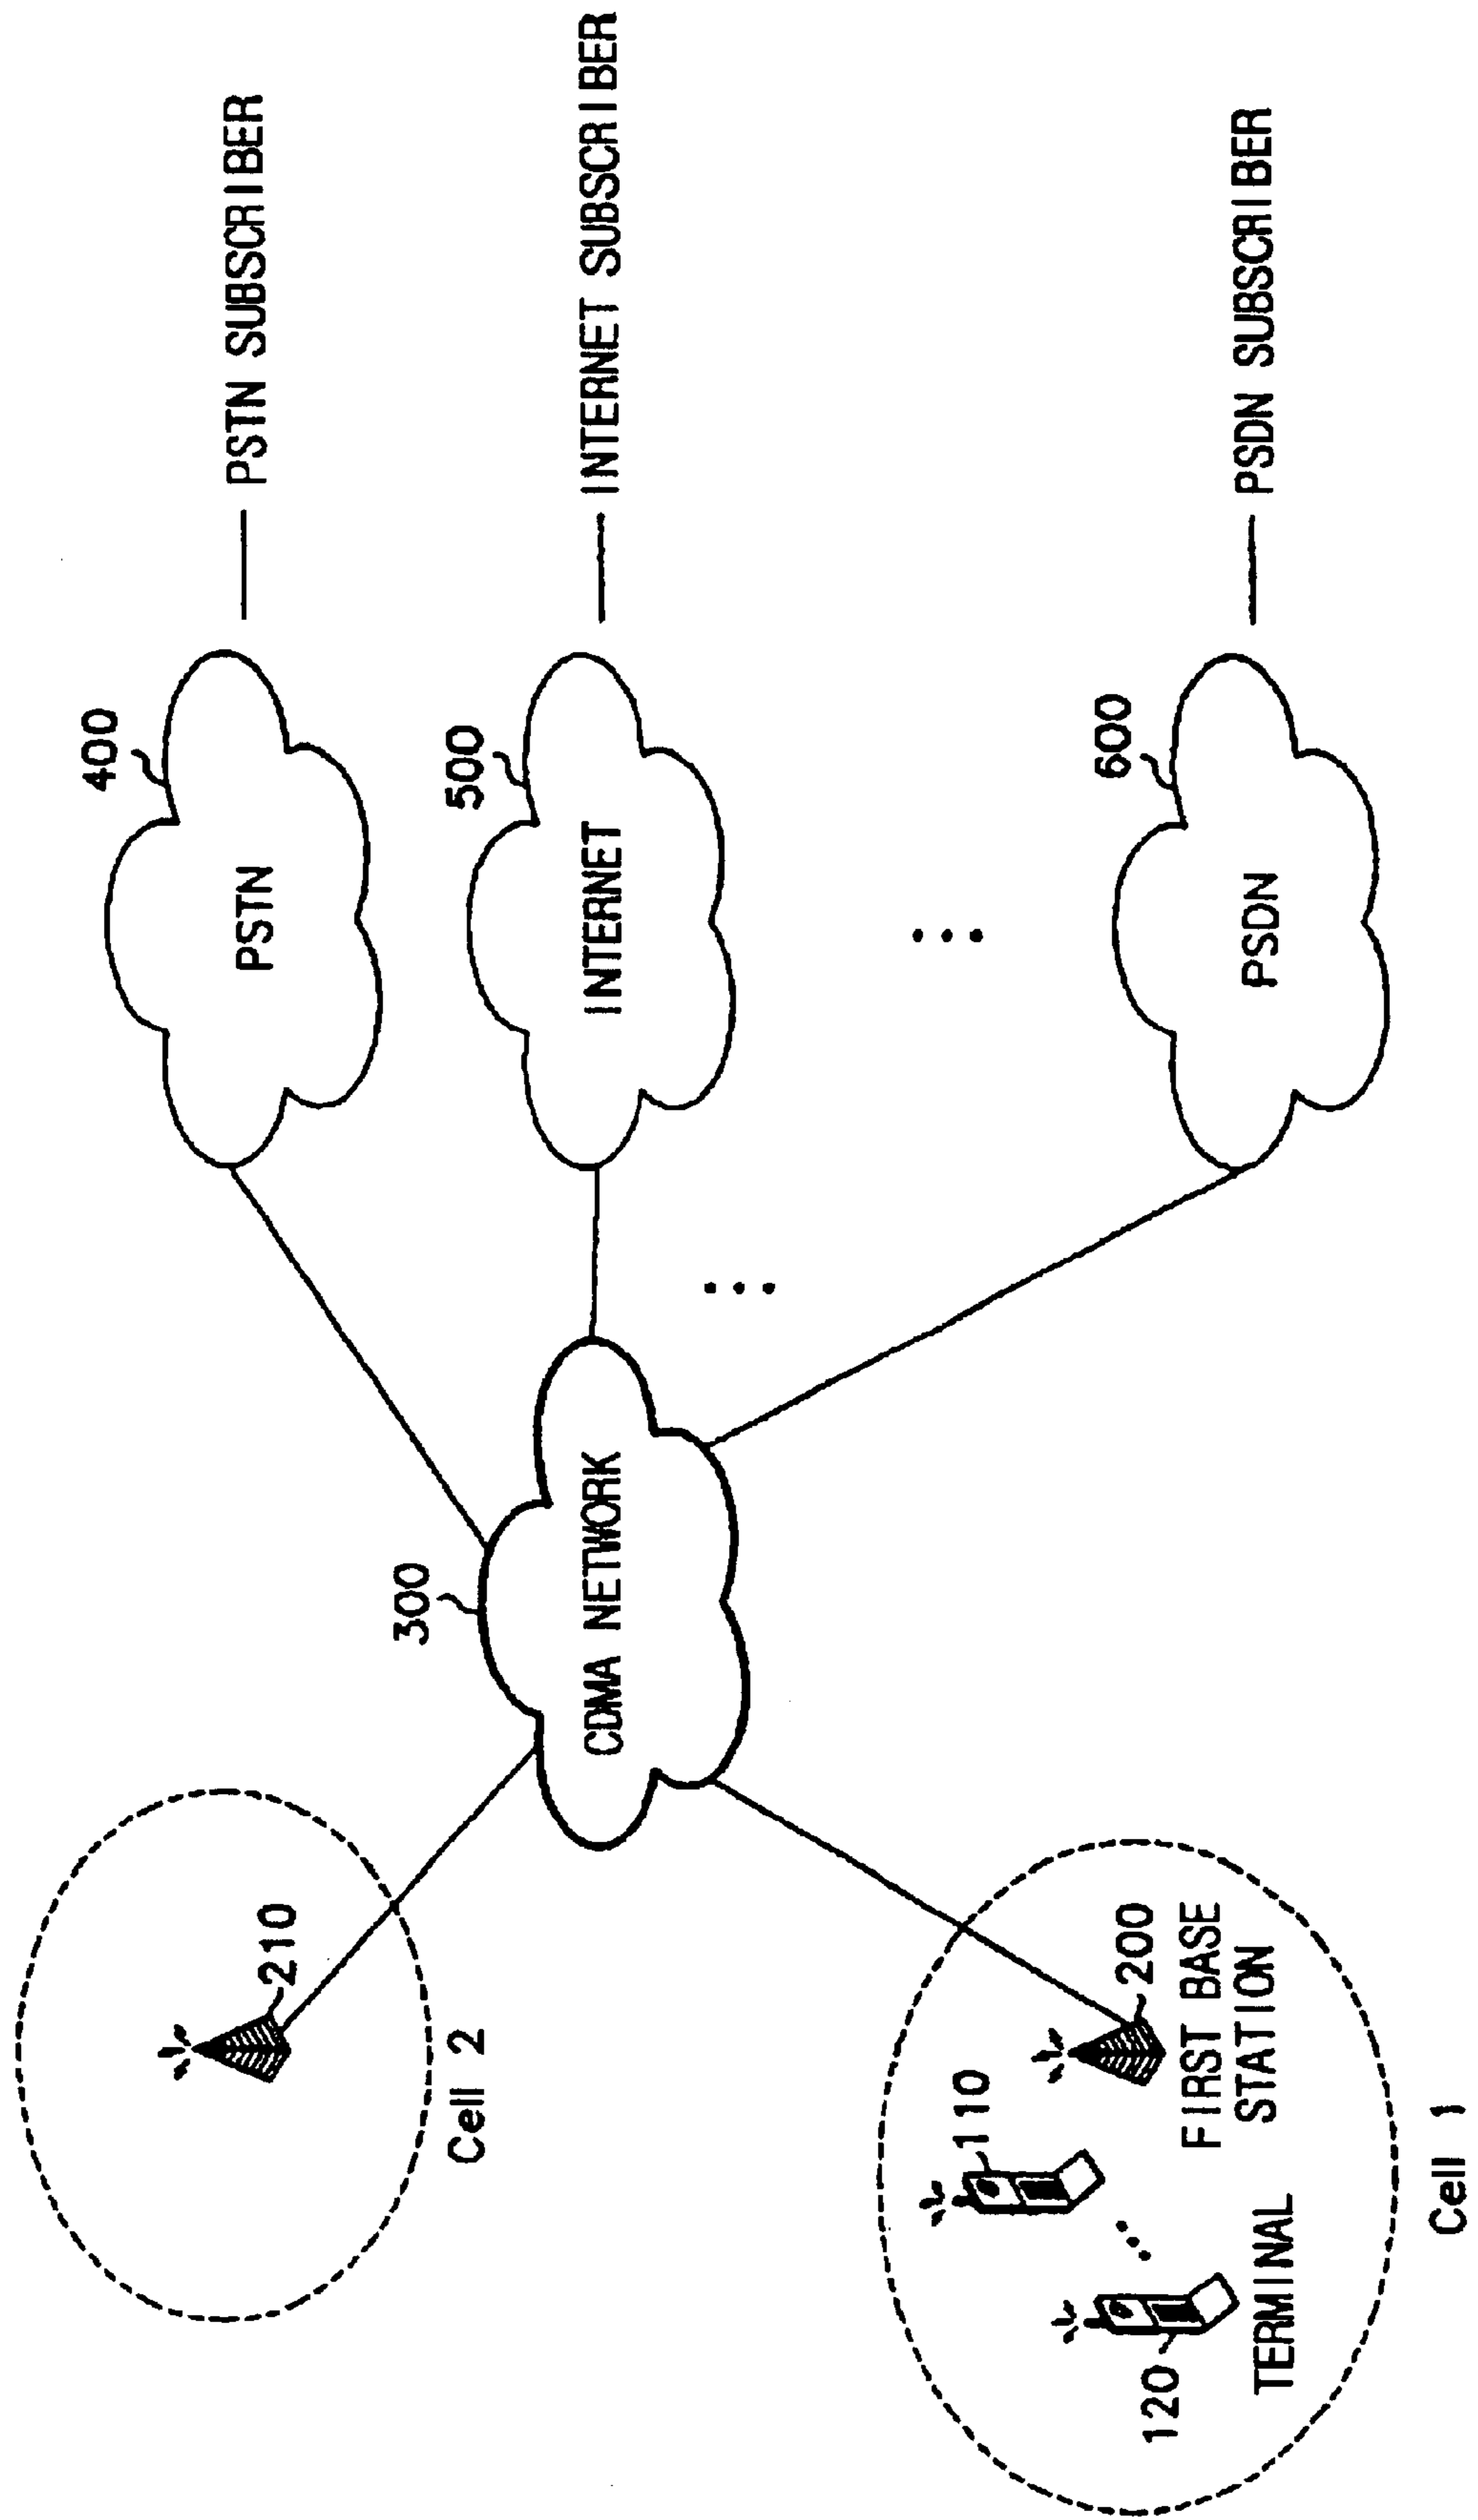 210
Cell 2
110
120
TERMINAL
200
FIRST BASE
STATION
Cell 1
300
CDMA NETWORK
400
PSTN
PSTN SUBSCRIBER
500
INTERNET
INTERNET SUBSCRIBER
600
PSDN
PSDN SUBSCRIBER